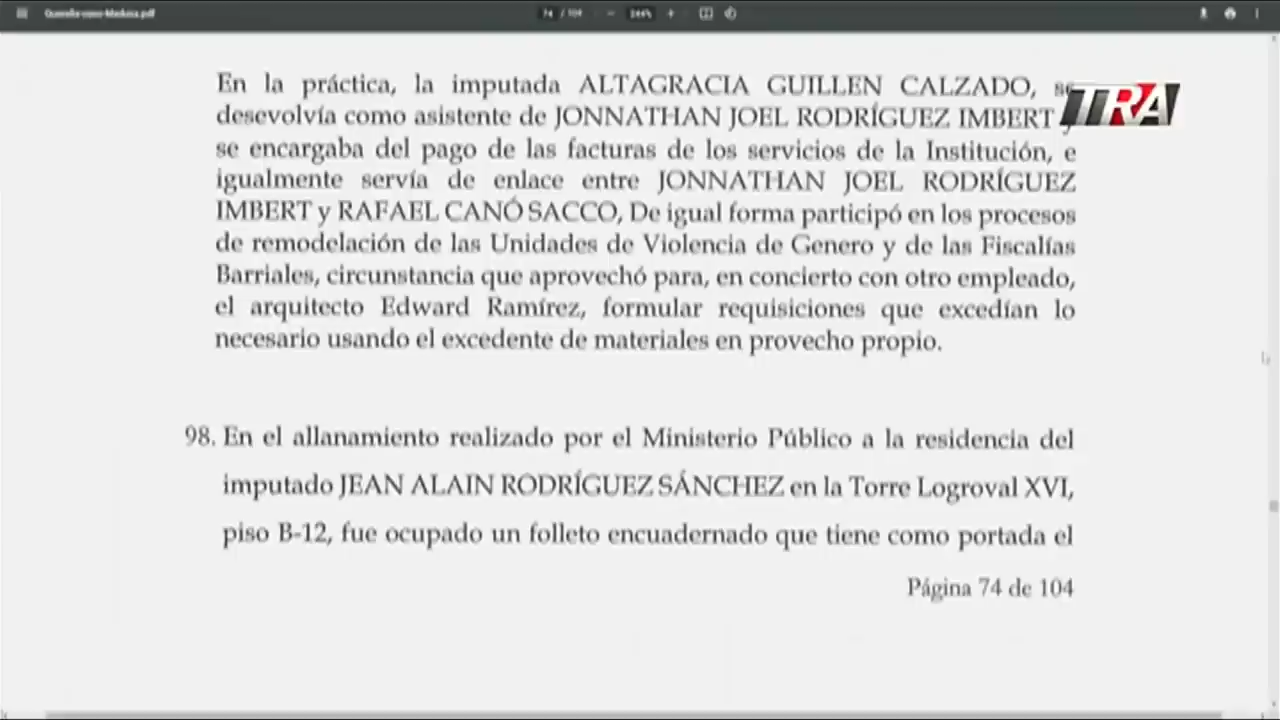 74 / 104
En la práctica, la imputada ALTAGRACIA GUILLEN CALZADO, se
TRA
desevolvía como asistente de JONNATHAN JOEL RODRÍGUEZ IMBERT y
se encargaba del pago de las facturas de los servicios de la Institución, e
igualmente servía de enlace entre JONNATHAN JOEL RODRÍGUEZ
IMBERT y RAFAEL CANÓ SACCO, De igual forma participó en los procesos
de remodelación de las Unidades de Violencia de Genero y de las Fiscalías
Barriales, circunstancia que aprovechó para, en concierto con otro empleado,
el arquitecto Edward Ramírez, formular requisiciones que excedían lo
necesario usando el excedente de materiales en provecho propio.
98. En el allanamiento realizado por el Ministerio Público a la residencia del
imputado JEAN ALAIN RODRÍGUEZ SÁNCHEZ en la Torre Logroval XVI,
piso B-12, fue ocupado un folleto encuadernado que tiene como portada el
Página 74 de 104